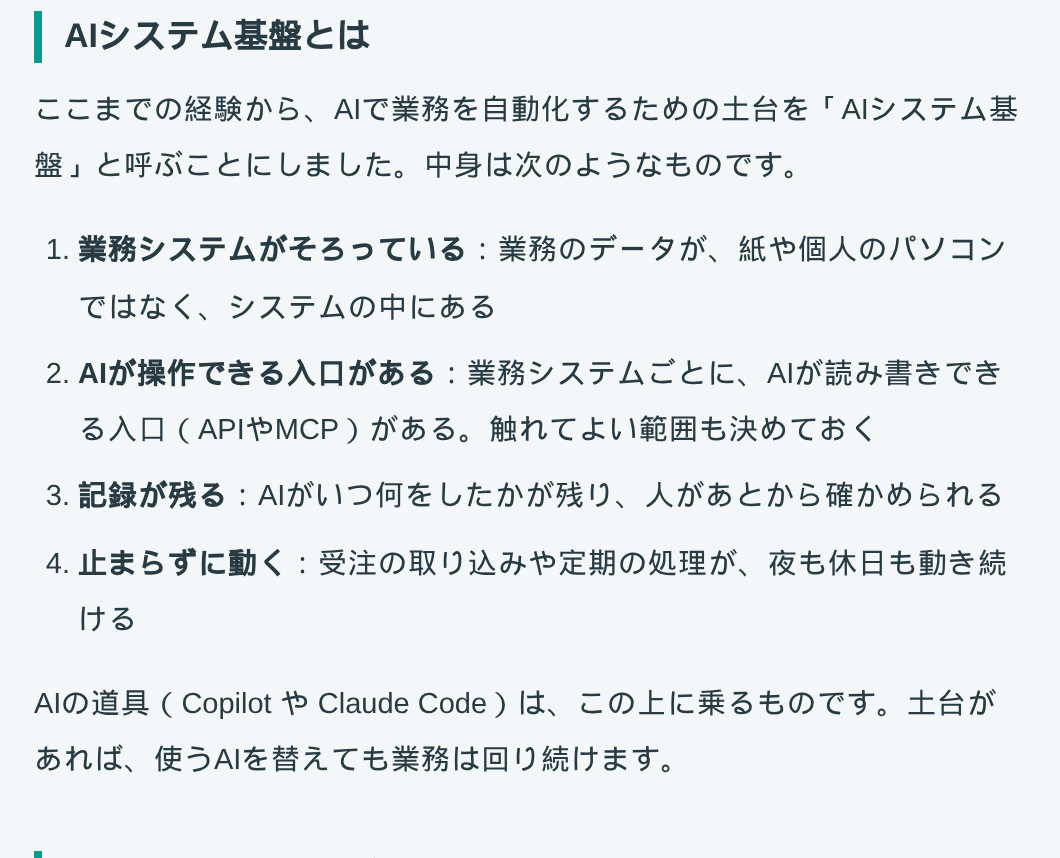 AIシステム基盤とは
ここまでの経験から、AIで業務を自動化するための土台を「AIシステム基
盤」と呼ぶことにしました。中身は次のようなものです。
1. 業務システムがそろっている：業務のデータが、紙や個人のパソコン
ではなく、システムの中にある
2. AIが操作できる入口がある：業務システムごとに、AIが読み書きでき
る入口（APIやMCP）がある。触れてよい範囲も決めておく
3. 記録が残る：AIがいつ何をしたかが残り、人があとから確かめられる
4. 止まらずに動く：受注の取り込みや定期の処理が、夜も休日も動き続
ける
AIの道具（Copilot や Claude Code）は、この上に乗るものです。土台が
あれば、使うAIを替えても業務は回り続けます。